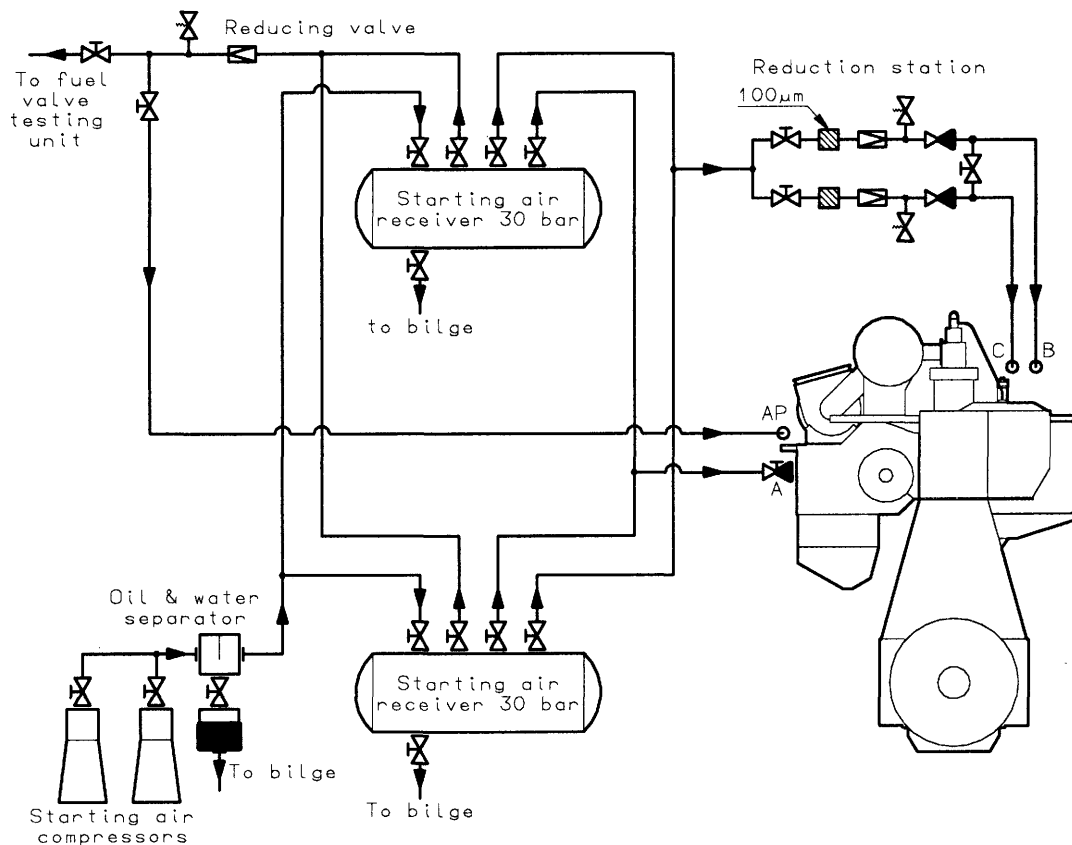 Reducing valve
To fuel
valve
testing
unit
Reduction station
100µm
Starting air
receiver 30 bar
to bilge
C
B
AP
A
Oil & water
separator
Starting air
receiver 30 bar
To bilge
To bilge
Starting air
compressors